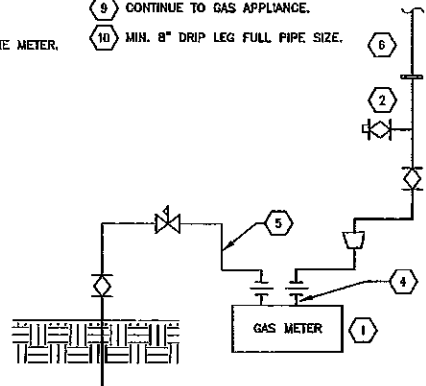 9 CONTINUE TO GAS APPLIANCE.
10 MIN. 8" DRIP LEG FULL PIPE SIZE.
METER.
6
2
5
4
GAS METER 1